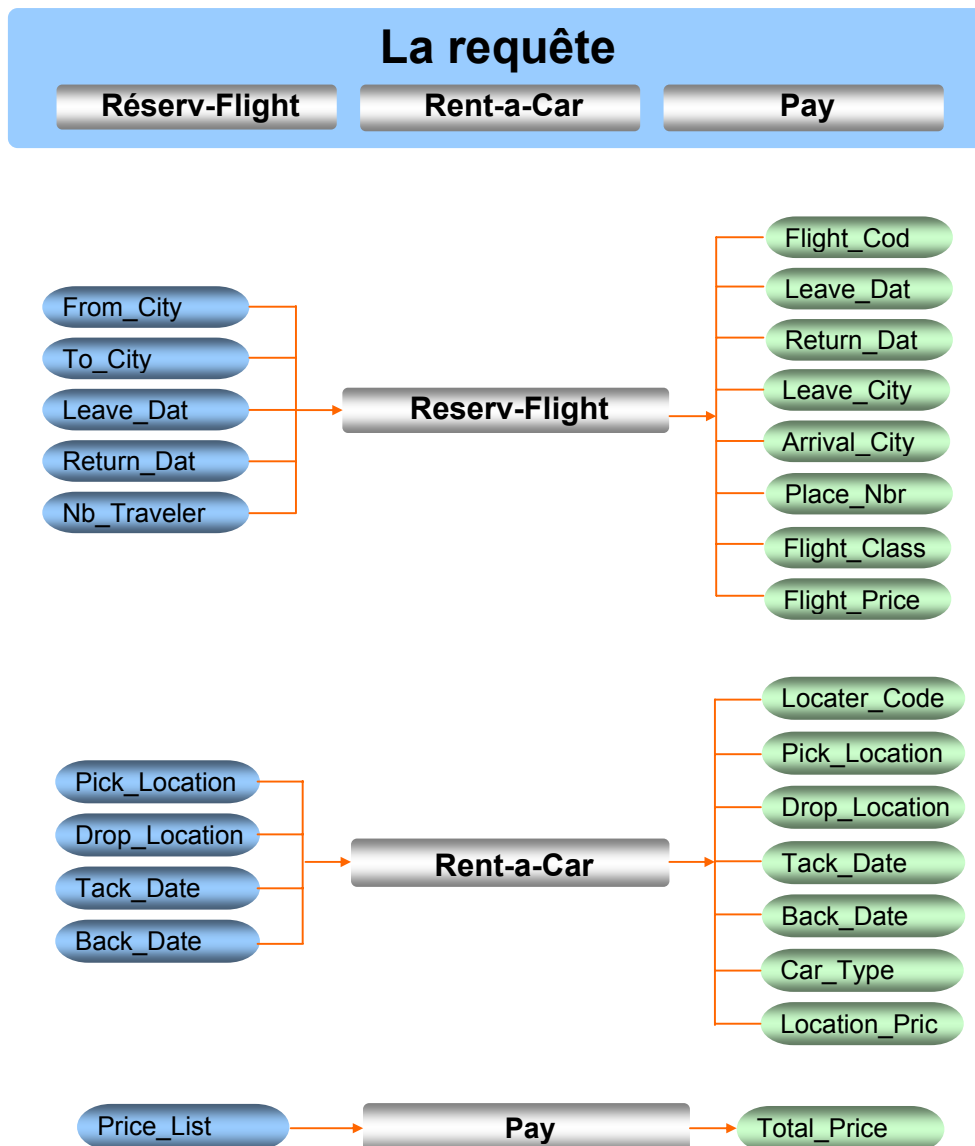 La requête
Réserv-Flight
Rent-a-Car
Pay
From_City
To_City
Leave_Dat
Return_Dat
Nb_Traveler
Reserv-Flight
Flight_Cod
Leave_Dat
Return_Dat
Leave_City
Arrival_City
Place_Nbr
Flight_Class
Flight_Price
Pick_Location
Drop_Location
Tack_Date
Back_Date
Rent-a-Car
Locater_Code
Pick_Location
Drop_Location
Tack_Date
Back_Date
Car_Type
Location_Pric
Price_List
Pay
Total_Price